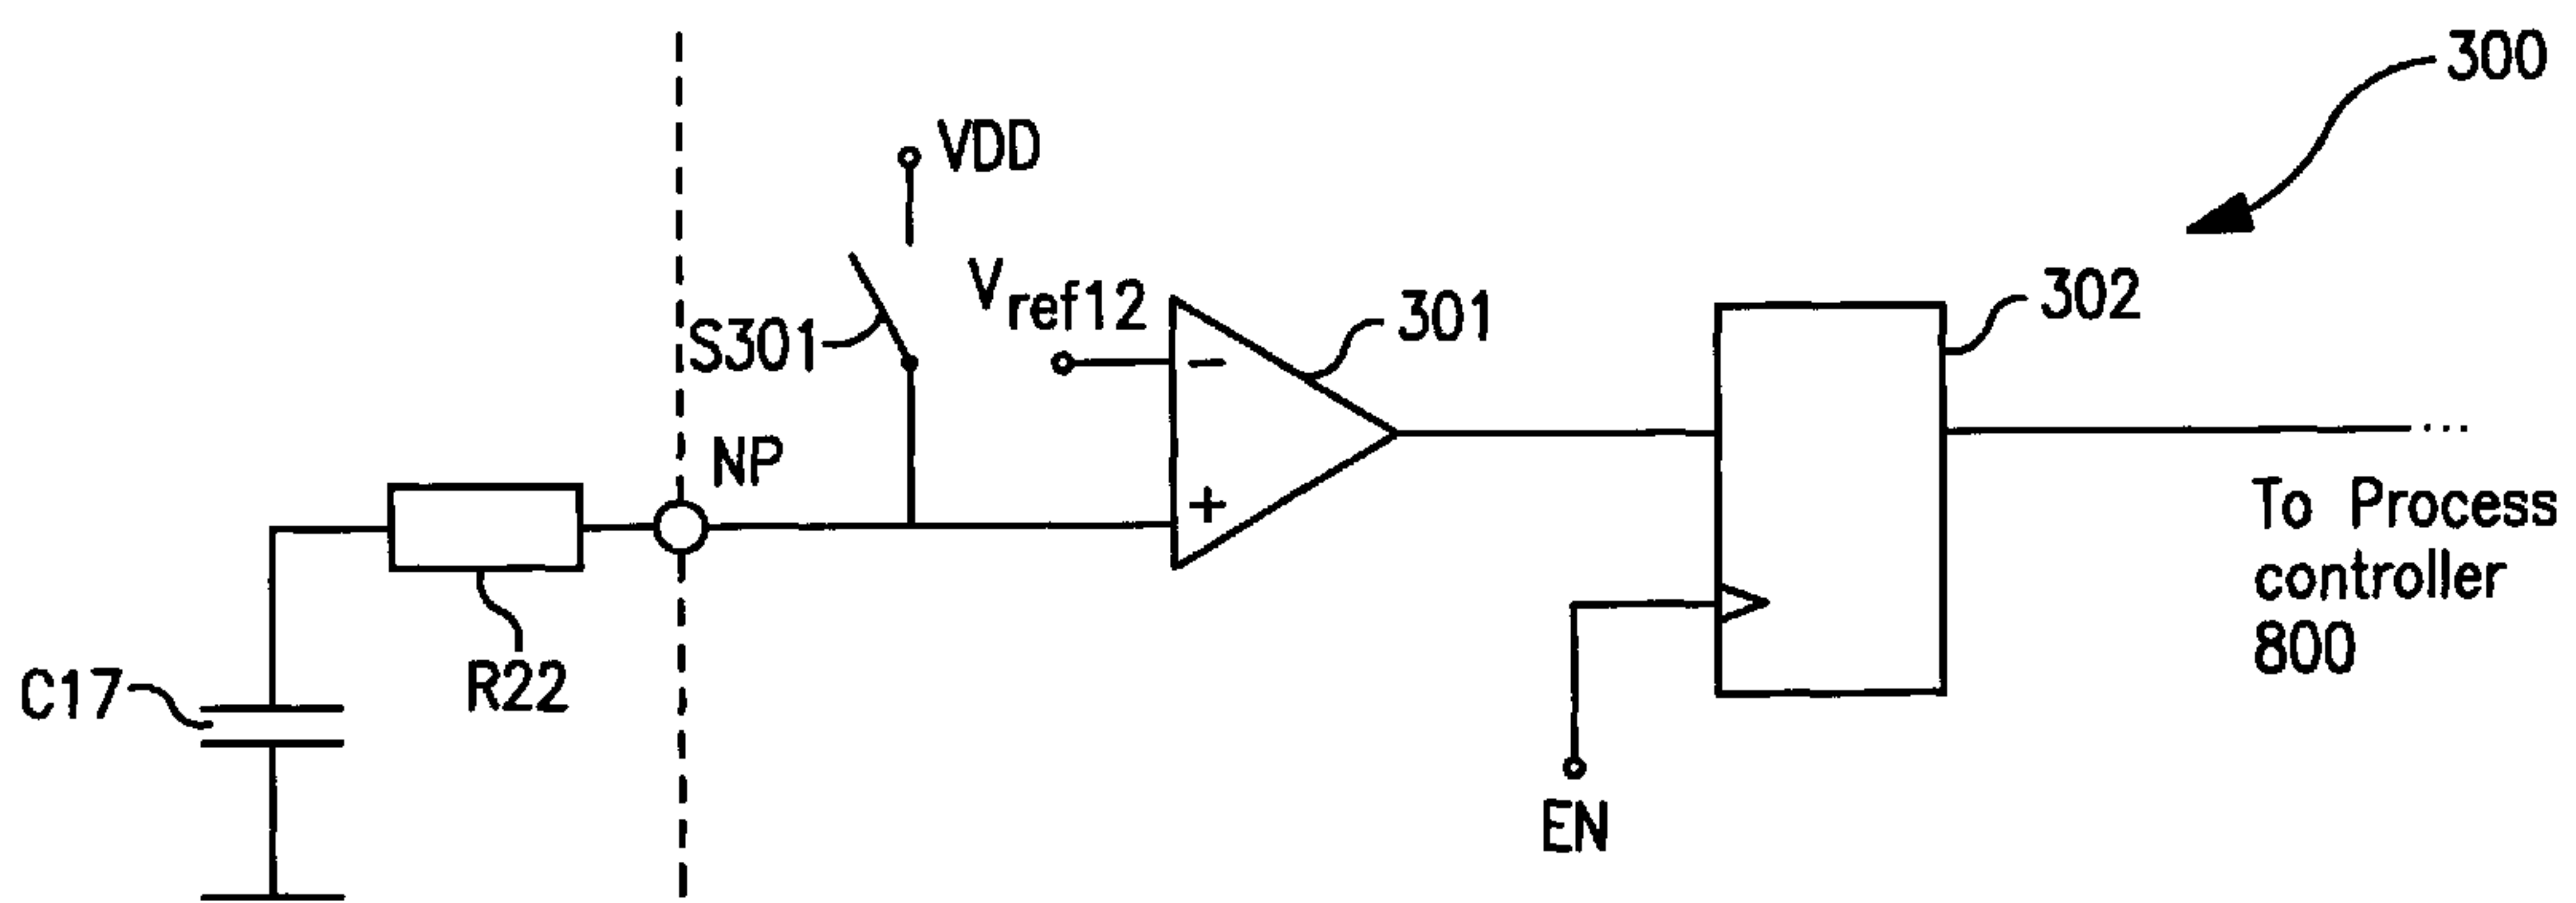 300
VDD
Vref12
S301
301
302
NP
+
−
To Process
controller
800
R22
C17
EN